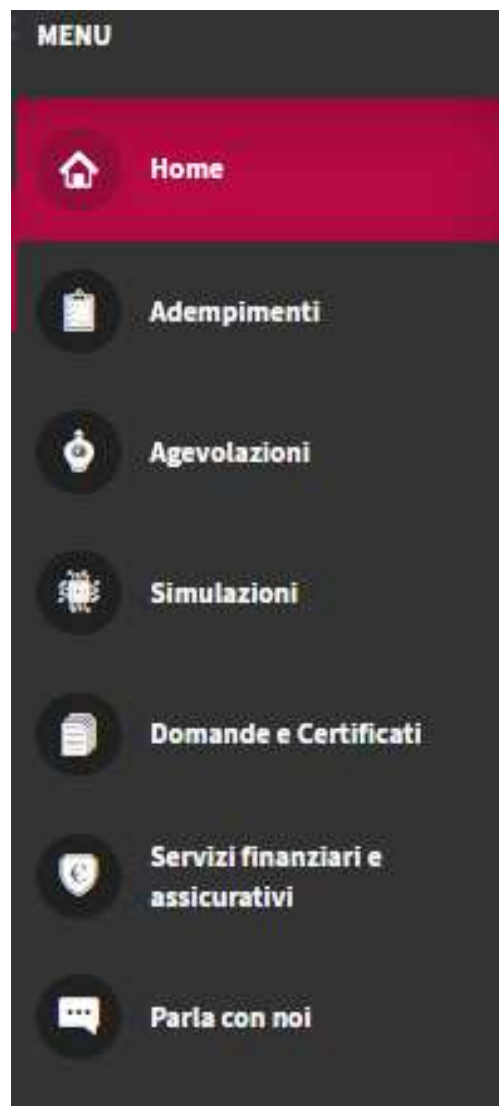 MENU
Home
Adempimenti
Agevolazioni
Simulazioni
Domande e Certificati
Servizi finanziari e
assicurativi
Parla con noi